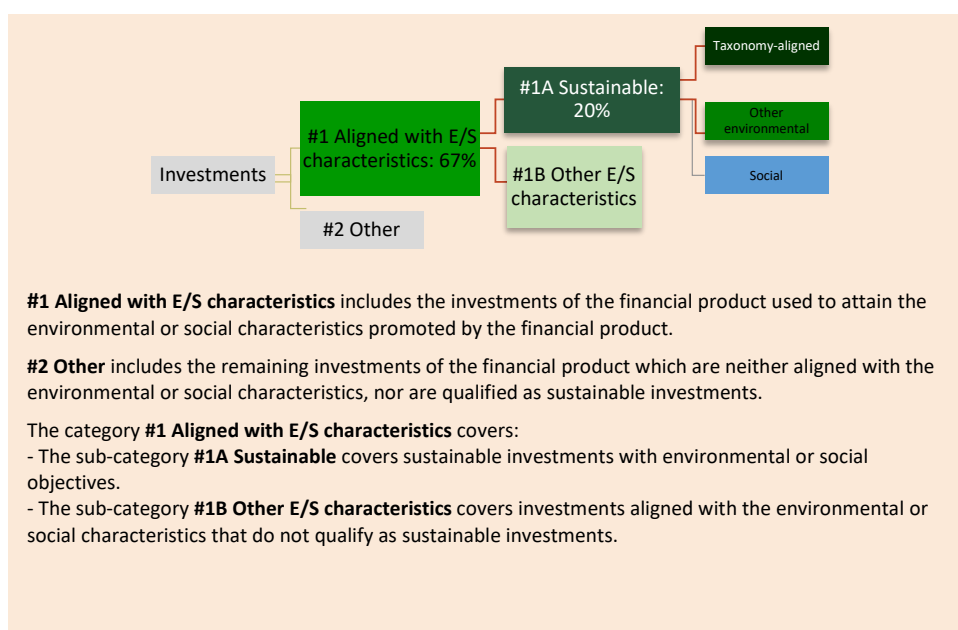 Taxonomy-aligned
#1A Sustainable:
20%
Other
environmental
#1 Aligned with E/S
characteristics: 67%
Investments
#1B Other E/S
characteristics
Social
#2 Other
#1 Aligned with E/S characteristics includes the investments of the financial product used to attain the
environmental or social characteristics promoted by the financial product.
#2 Other includes the remaining investments of the financial product which are neither aligned with the
environmental or social characteristics, nor are qualified as sustainable investments.
The category #1 Aligned with E/S characteristics covers:
- The sub-category #1A Sustainable covers sustainable investments with environmental or social
objectives.
- The sub-category #1B Other E/S characteristics covers investments aligned with the environmental or
social characteristics that do not qualify as sustainable investments.